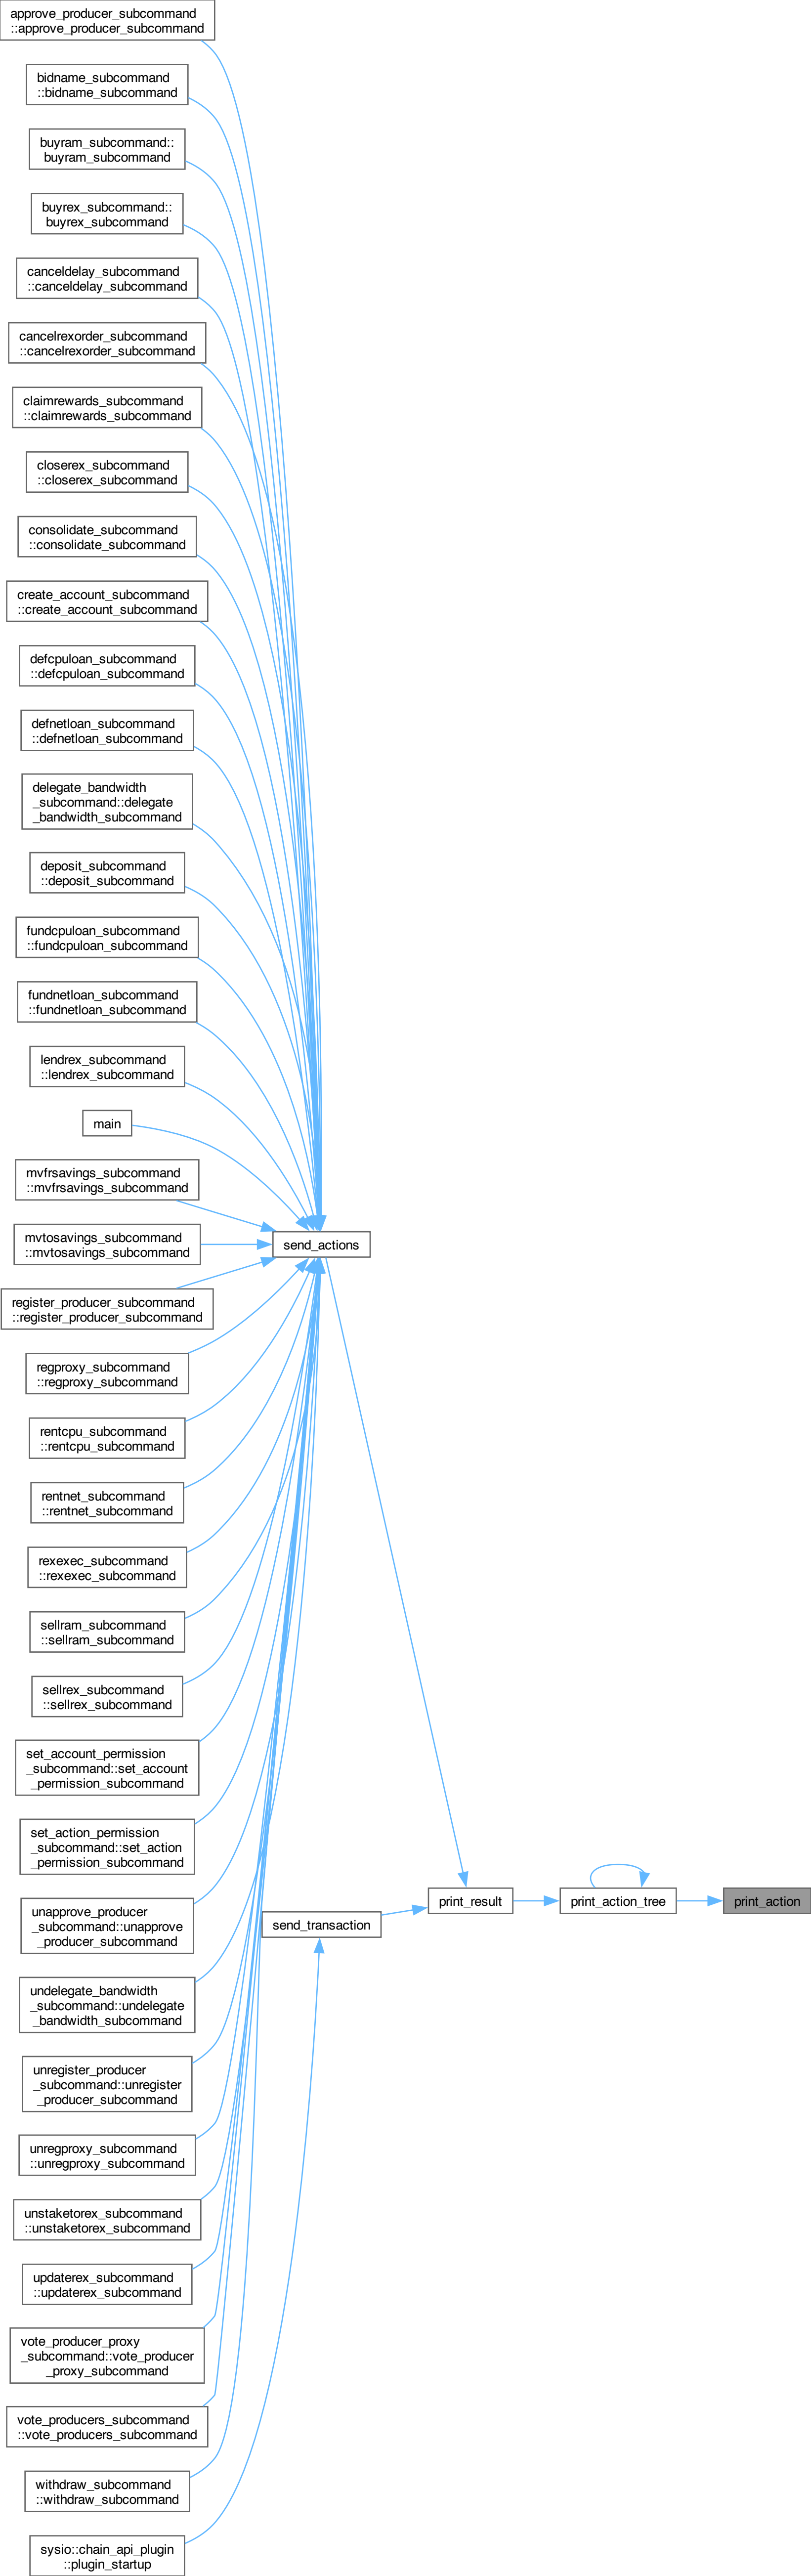 approve_producer_subcommand
::approve_producer_subcommand
bidname_subcommand
::bidname_subcommand
buyram_subcommand::
buyram_subcommand
buyrex_subcommand::
buyrex_subcommand
canceldelay_subcommand
::canceldelay_subcommand
cancelrexorder_subcommand
::cancelrexorder_subcommand
claimrewards_subcommand
::claimrewards_subcommand
closerex_subcommand
::closerex_subcommand
consolidate_subcommand
::consolidate_subcommand
create_account_subcommand
::create_account_subcommand
defcpuloan_subcommand
::defcpuloan_subcommand
defnetloan_subcommand
::defnetloan_subcommand
delegate_bandwidth
_subcommand::delegate
_bandwidth_subcommand
deposit_subcommand
::deposit_subcommand
fundcpuloan_subcommand
::fundcpuloan_subcommand
fundnetloan_subcommand
::fundnetloan_subcommand
lendrex_subcommand
::lendrex_subcommand
main
mvfrsavings_subcommand
::mvfrsavings_subcommand
mvtosavings_subcommand
::mvtosavings_subcommand
send_actions
register_producer_subcommand
::register_producer_subcommand
regproxy_subcommand
::regproxy_subcommand
rentcpu_subcommand
::rentcpu_subcommand
rentnet_subcommand
::rentnet_subcommand
rexexec_subcommand
::rexexec_subcommand
sellram_subcommand
::sellram_subcommand
sellrex_subcommand
::sellrex_subcommand
set_account_permission
_subcommand::set_account
_permission_subcommand
set_action_permission
_subcommand::set_action
_permission_subcommand
unapprove_producer
_subcommand::unapprove
_producer_subcommand
send_transaction
print_result
print_action_tree
print_action
undelegate_bandwidth
_subcommand::undelegate
_bandwidth_subcommand
unregister_producer
_subcommand::unregister
_producer_subcommand
unregproxy_subcommand
::unregproxy_subcommand
unstaketorex_subcommand
::unstaketorex_subcommand
updaterex_subcommand
::updaterex_subcommand
vote_producer_proxy
_subcommand::vote_producer
_proxy_subcommand
vote_producers_subcommand
::vote_producers_subcommand
withdraw_subcommand
::withdraw_subcommand
sysio::chain_api_plugin
::plugin_startup